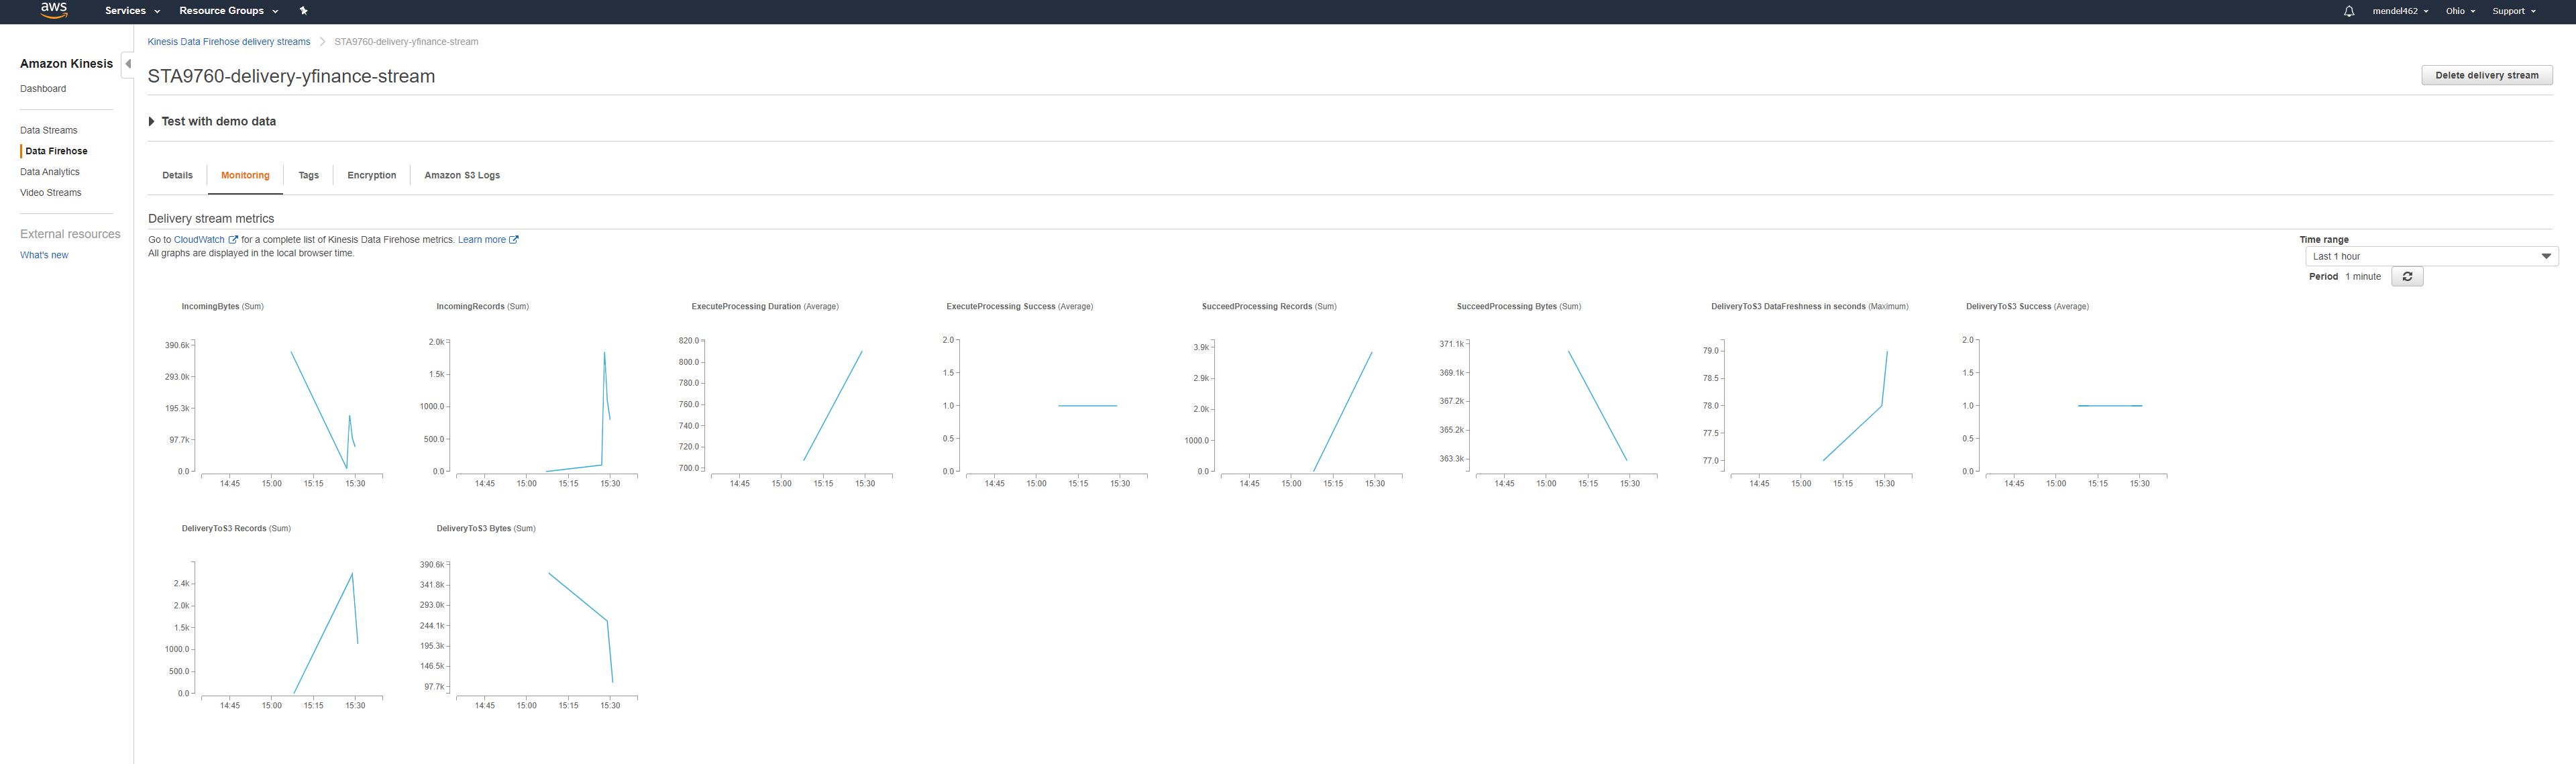 aws Services Resource Groups mendel462 Ohio Support
Kinesis Data Firehose delivery streams STA9760-delivery-yfinance-stream
Amazon Kinesis
Dashboard
Data Streams
Data Firehose
Data Analytics
Video Streams
External resources
What's new
STA9760-delivery-yfinance-stream
Delete delivery stream
Test with demo data
Details Monitoring Tags Encryption Amazon S3 Logs
Delivery stream metrics
Go to CloudWatch for a complete list of Kinesis Data Firehose metrics. Learn more
All graphs are displayed in the local browser time.
Time range
Last 1 hour
Period 1 minute
IncomingBytes (Sum)
390.6k
293.0k
195.3k
97.7k
0.0
14:45 15:00 15:15 15:30
IncomingRecords (Sum)
2.0k
1.5k
1000.0
500.0
0.0
14:45 15:00 15:15 15:30
ExecuteProcessing Duration (Average)
820.0
800.0
780.0
760.0
740.0
720.0
700.0
14:45 15:00 15:15 15:30
ExecuteProcessing Success (Average)
2.0
1.5
1.0
0.5
0.0
14:45 15:00 15:15 15:30
SucceedProcessing Records (Sum)
3.9k
2.9k
2.0k
1000.0
0.0
14:45 15:00 15:15 15:30
SucceedProcessing Bytes (Sum)
371.1k
369.1k
367.2k
365.2k
363.3k
14:45 15:00 15:15 15:30
DeliveryToS3 DataFreshness in seconds (Maximum)
79.0
78.5
78.0
77.5
77.0
14:45 15:00 15:15 15:30
DeliveryToS3 Success (Average)
2.0
1.5
1.0
0.5
0.0
14:45 15:00 15:15 15:30
DeliveryToS3 Records (Sum)
2.4k
2.0k
1.5k
1000.0
500.0
0.0
14:45 15:00 15:15 15:30
DeliveryToS3 Bytes (Sum)
390.6k
341.8k
293.0k
244.1k
195.3k
146.5k
97.7k
14:45 15:00 15:15 15:30